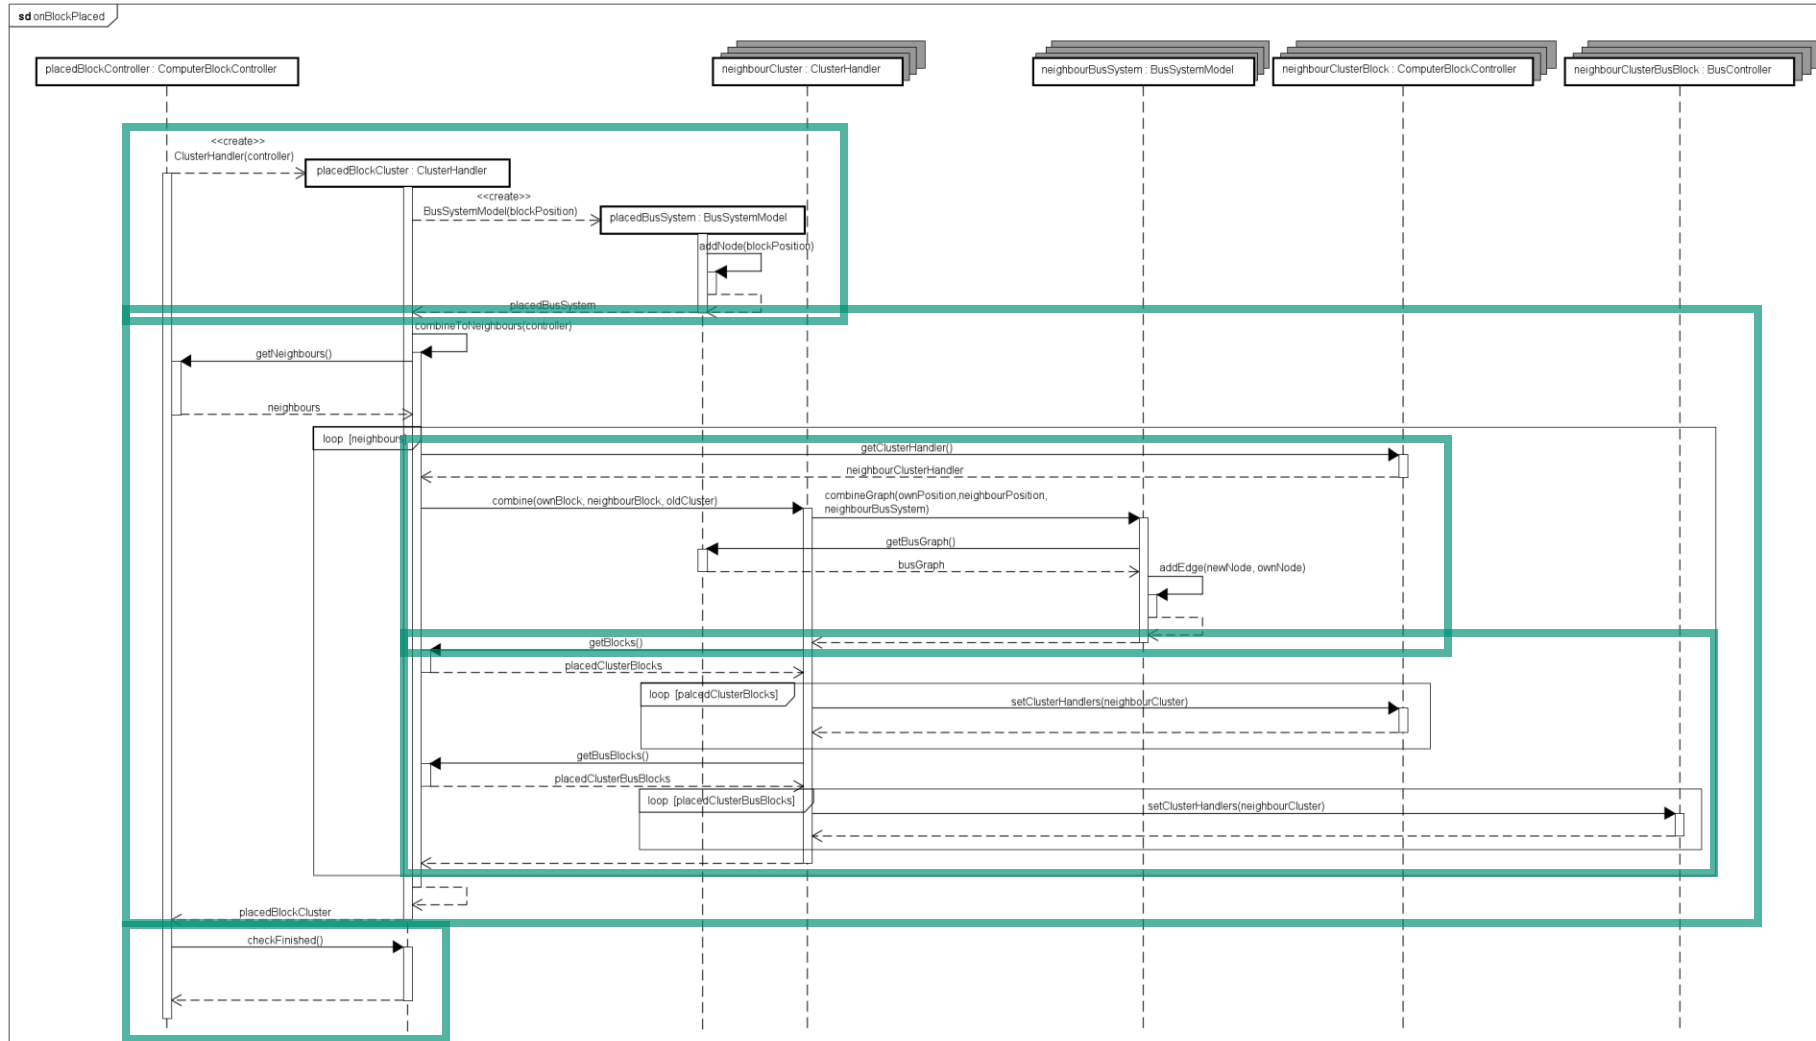 sd onBlockPlaced
placedBlockController : ComputerBlockController
neighbourCluster : ClusterHandler
neighbourBusSystem : BusSystemModel
neighbourClusterBlock : ComputerBlockController
neighbourClusterBusBlock : BusController
<<create>>
ClusterHandler(controller)
placedBlockCluster : ClusterHandler
<<create>>
BusSystemModel(blockPosition)
placedBusSystem : BusSystemModel
addNode(blockPosition)
placedBusSystem
combineToNeighbours(controller)
getNeighbours()
neighbours
loop [neighbours]
getClusterHandler()
neighbourClusterHandler
combine(ownBlock, neighbourBlock, oldCluster)
combineGraph(ownPosition,neighbourPosition,
neighbourBusSystem)
getBusGraph()
busGraph
addEdge(newNode, ownNode)
getBlocks()
placedClusterBlocks
loop [palcedClusterBlocks]
setClusterHandlers(neighbourCluster)
getBusBlocks()
placedClusterBusBlocks
loop [placedClusterBusBlocks]
setClusterHandlers(neighbourCluster)
placedBlockCluster
checkFinished()